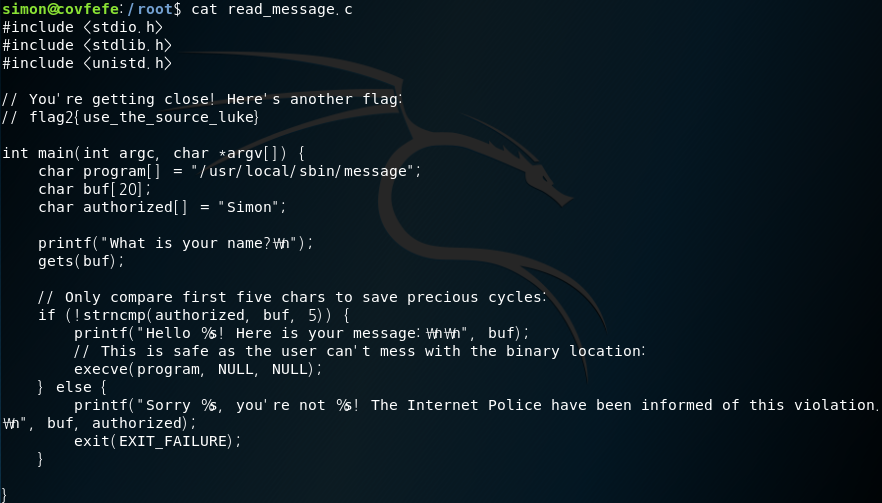 simon@covfefe:/root$ cat read_message.c
#include <stdio.h>
#include <stdlib.h>
#include <unistd.h>

// You're getting close! Here's another flag:
// flag2{use_the_source_luke}

int main(int argc, char *argv[]) {
    char program[] = "/usr/local/sbin/message";
    char buf[20];
    char authorized[] = "Simon";

    printf("What is your name?₩n");
    gets(buf);

    // Only compare first five chars to save precious cycles:
    if (!strncmp(authorized, buf, 5)) {
        printf("Hello %s! Here is your message:₩n₩n", buf);
        // This is safe as the user can't mess with the binary location:
        execve(program, NULL, NULL);
    } else {
        printf("Sorry %s, you're not %s! The Internet Police have been informed of this violation.
₩n", buf, authorized);
        exit(EXIT_FAILURE);
    }

}